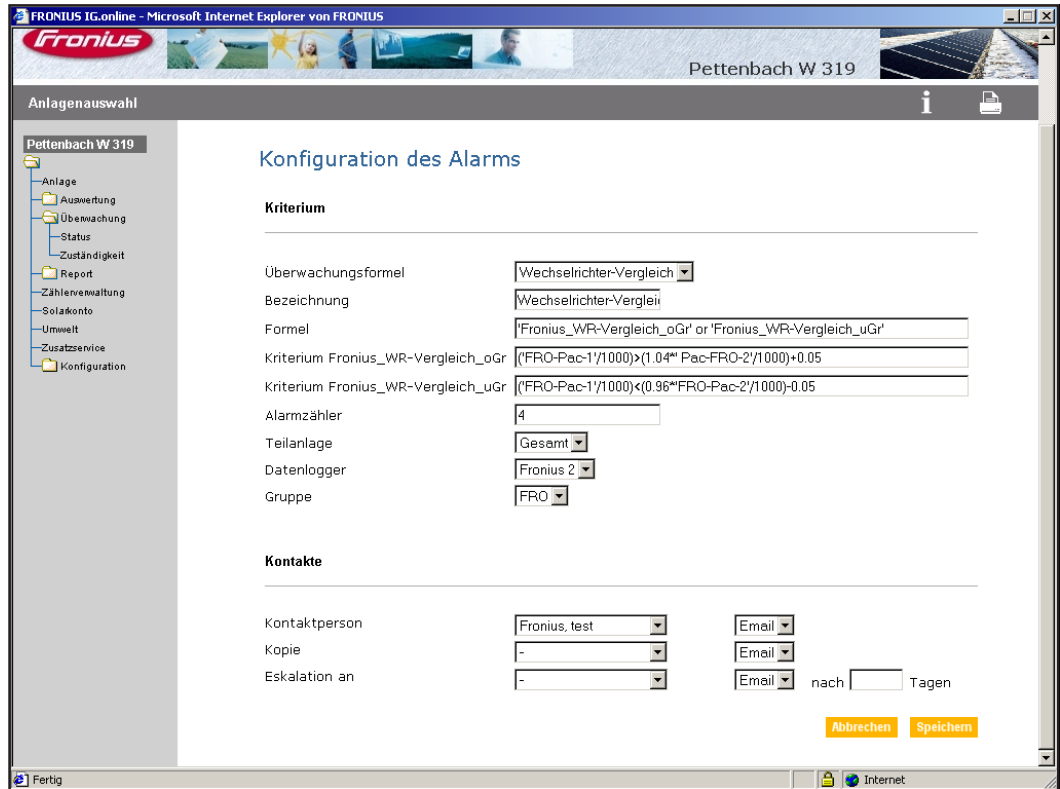 FRONIUS IG.online - Microsoft Internet Explorer von FRONIUS
Fronius
Pettenbach W 319
Anlagenauswahl
i
Pettenbach W 319
Anlage
Auswertung
Überwachung
Status
Zuständigkeit
Report
Zählerverwaltung
Solarkonto
Umwelt
Zusatzservice
Konfiguration
Konfiguration des Alarms
Kriterium
Überwachungsformel Wechselrichter-Vergleich
Bezeichnung Wechselrichter-Verglei
Formel 'Fronius_WR-Vergleich_oGr' or 'Fronius_WR-Vergleich_uGr'
Kriterium Fronius_WR-Vergleich_oGr ('FRO-Pac-1'/1000)>(1.04*' Pac-FRO-2'/1000)+0.05
Kriterium Fronius_WR-Vergleich_uGr ('FRO-Pac-1'/1000)<(0.96*'FRO-Pac-2'/1000)-0.05
Alarmzähler 4
Teilanlage Gesamt
Datenlogger Fronius 2
Gruppe FRO
Kontakte
Kontaktperson Fronius, test Email
Kopie - Email
Eskalation an - Email nach Tagen
Abbrechen Speichern
Fertig Internet